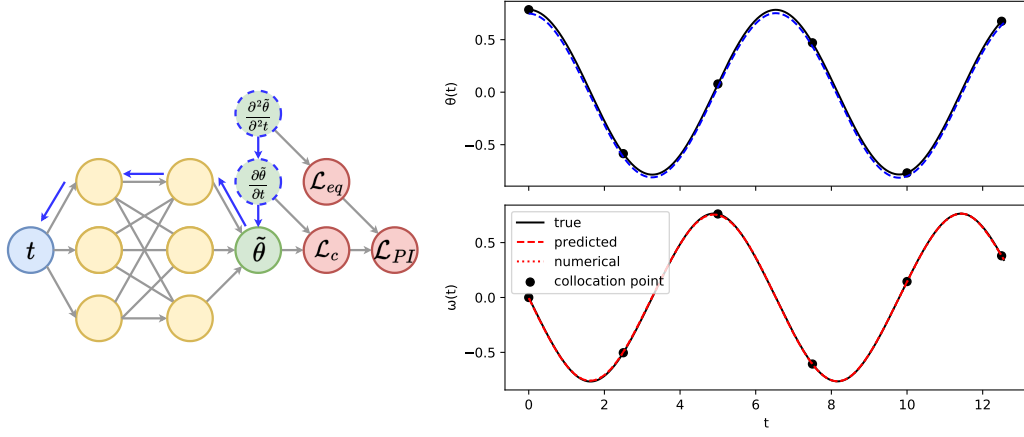 ∂²θ̃
∂²t
∂θ̃
∂t
ℒ_eq
t
θ̃
ℒ_c
ℒ_PI
0.5
0.0
−0.5
θ(t)
true
predicted
numerical
collocation point
0.5
0.0
−0.5
ω(t)
0 2 4 6 8 10 12
t